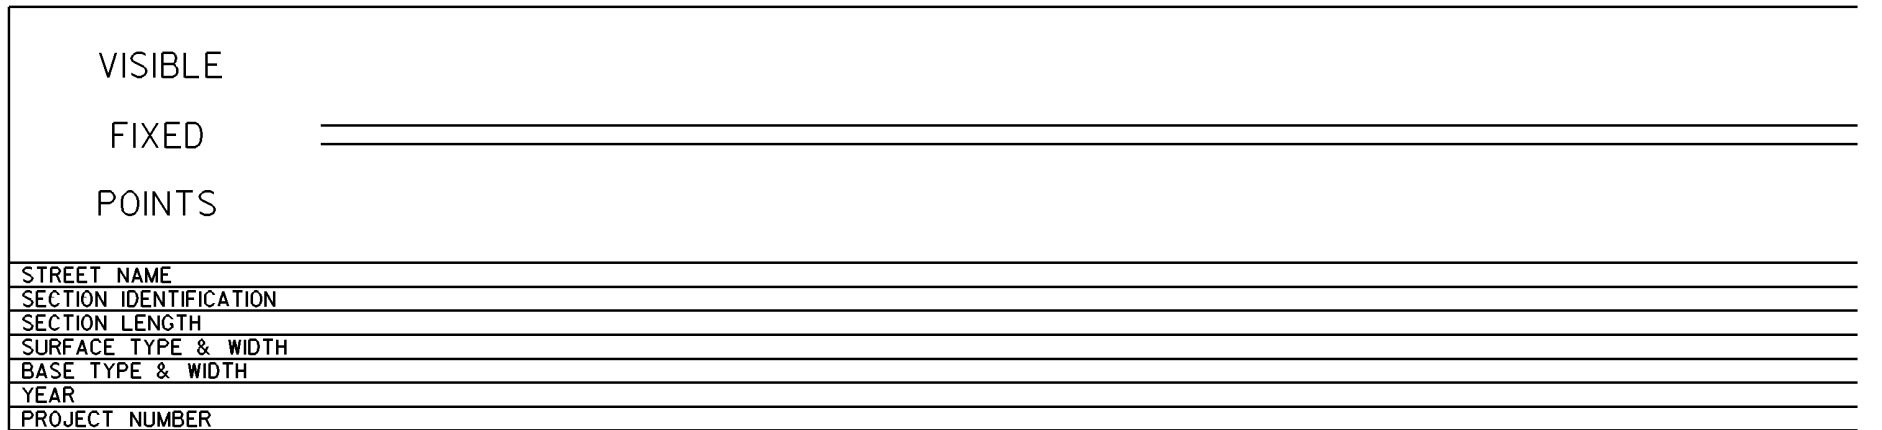 VISIBLE
FIXED
POINTS
STREET NAME
SECTION IDENTIFICATION
SECTION LENGTH
SURFACE TYPE & WIDTH
BASE TYPE & WIDTH
YEAR
PROJECT NUMBER